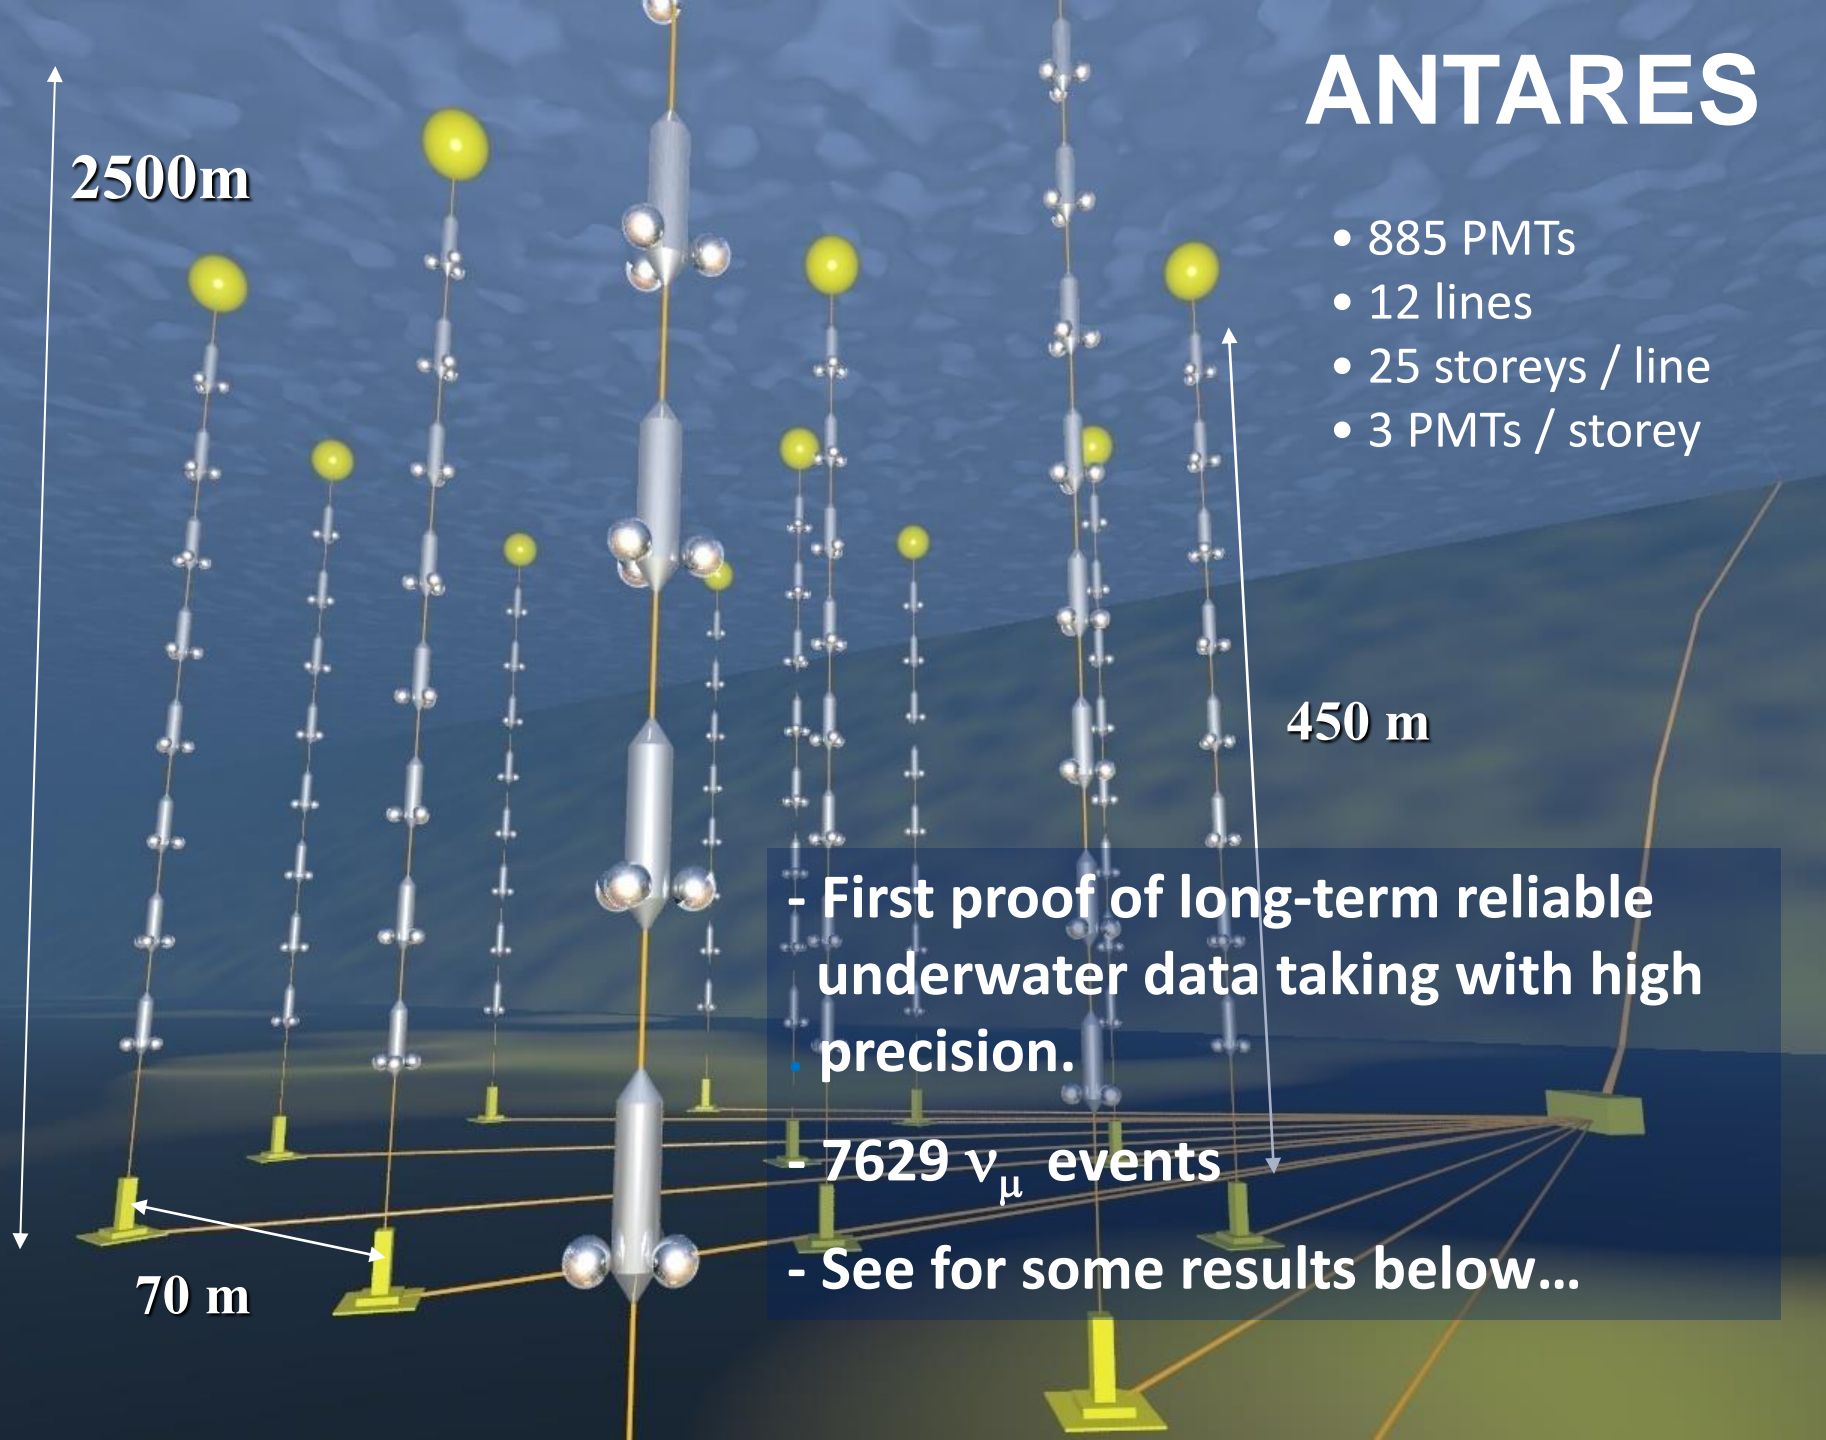 ANTARES
2500m
• 885 PMTs
• 12 lines
• 25 storeys / line
• 3 PMTs / storey
450 m
- First proof of long-term reliable
underwater data taking with high
. precision.
- 7629 νμ events
- See for some results below…
70 m